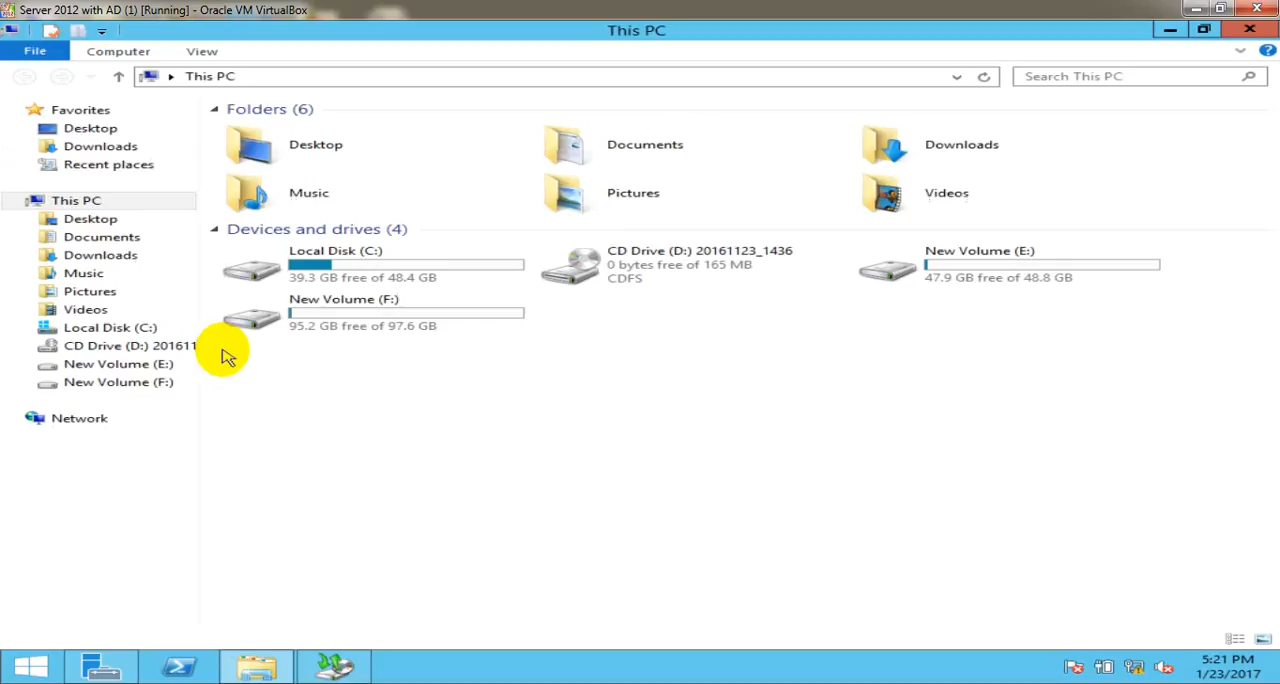 Server 2012 with AD (1) [Running] - Oracle VM VirtualBox
This PC
File Computer View
This PC
Search This PC
Favorites
Desktop
Downloads
Recent places
This PC
Desktop
Documents
Downloads
Music
Pictures
Videos
Local Disk (C:)
CD Drive (D:) 201611
New Volume (E:)
New Volume (F:)
Network
Folders (6)
Desktop
Documents
Downloads
Music
Pictures
Videos
Devices and drives (4)
Local Disk (C:)
39.3 GB free of 48.4 GB
CD Drive (D:) 20161123_1436
0 bytes free of 165 MB
CDFS
New Volume (E:)
47.9 GB free of 48.8 GB
New Volume (F:)
95.2 GB free of 97.6 GB
5:21 PM
1/23/2017